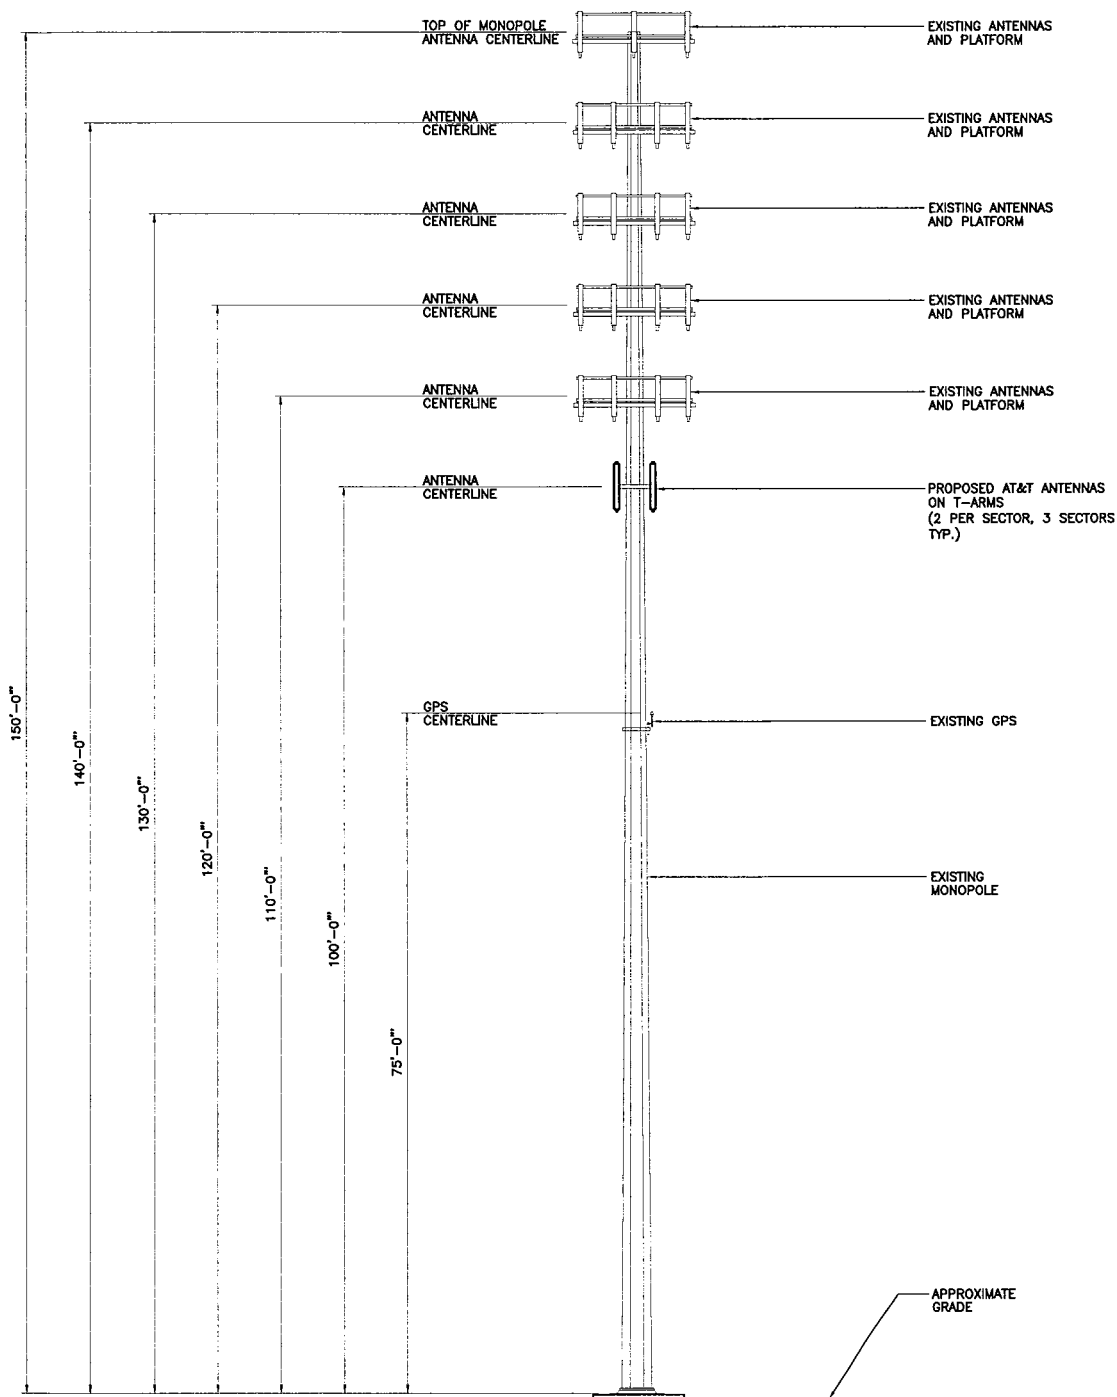 TOP OF MONOPOLE
ANTENNA CENTERLINE
EXISTING ANTENNAS
AND PLATFORM
ANTENNA
CENTERLINE
EXISTING ANTENNAS
AND PLATFORM
ANTENNA
CENTERLINE
EXISTING ANTENNAS
AND PLATFORM
ANTENNA
CENTERLINE
EXISTING ANTENNAS
AND PLATFORM
ANTENNA
CENTERLINE
EXISTING ANTENNAS
AND PLATFORM
ANTENNA
CENTERLINE
PROPOSED AT&T ANTENNAS
ON T-ARMS
(2 PER SECTOR, 3 SECTORS
TYP.)
150'-0"'
140'-0"'
130'-0"'
120'-0"'
110'-0"'
100'-0"'
75'-0"'
GPS
CENTERLINE
EXISTING GPS
EXISTING
MONOPOLE
APPROXIMATE
GRADE